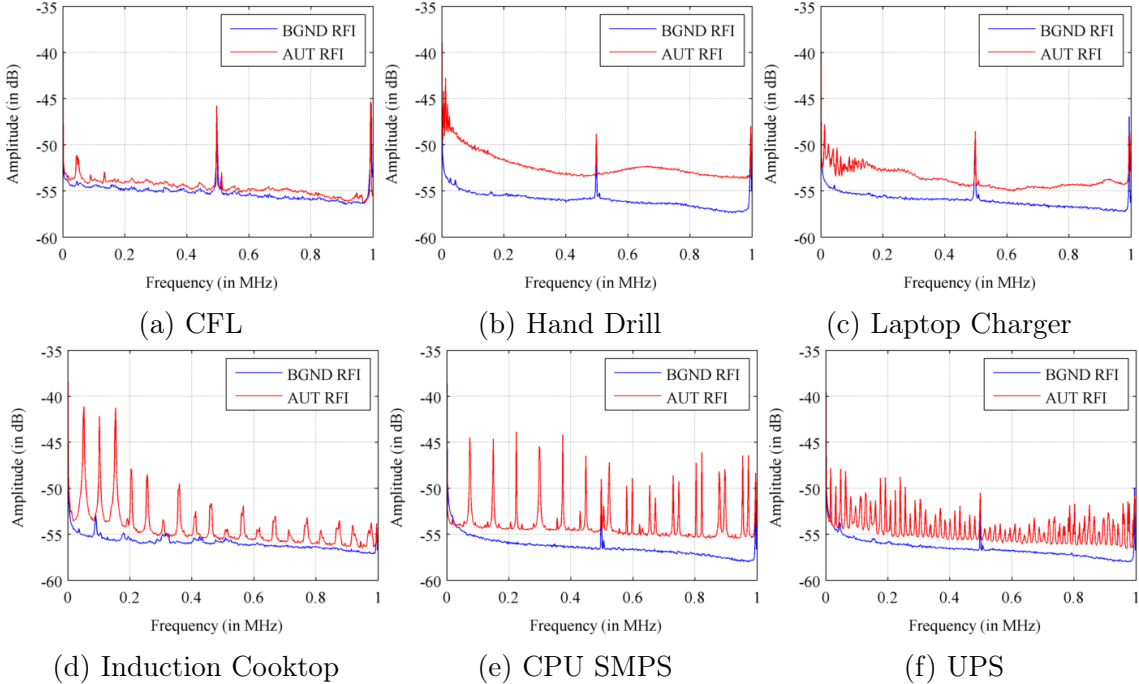 -35
-40
-45
-50
-55
-60
Amplitude (in dB)
BGND RFI
AUT RFI
0 0.2 0.4 0.6 0.8 1
Frequency (in MHz)
(a) CFL
-35
-40
-45
-50
-55
-60
Amplitude (in dB)
BGND RFI
AUT RFI
0 0.2 0.4 0.6 0.8 1
Frequency (in MHz)
(b) Hand Drill
-35
-40
-45
-50
-55
-60
Amplitude (in dB)
BGND RFI
AUT RFI
0 0.2 0.4 0.6 0.8 1
Frequency (in MHz)
(c) Laptop Charger
-35
-40
-45
-50
-55
-60
Amplitude (in dB)
BGND RFI
AUT RFI
0 0.2 0.4 0.6 0.8 1
Frequency (in MHz)
(d) Induction Cooktop
-35
-40
-45
-50
-55
-60
Amplitude (in dB)
BGND RFI
AUT RFI
0 0.2 0.4 0.6 0.8 1
Frequency (in MHz)
(e) CPU SMPS
-35
-40
-45
-50
-55
-60
Amplitude (in dB)
BGND RFI
AUT RFI
0 0.2 0.4 0.6 0.8 1
Frequency (in MHz)
(f) UPS